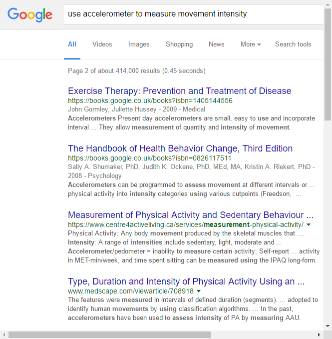 Google
use accelerometer to measure movement intensity
All Videos Images Shopping News More ▾ Search tools
Page 2 of about 414,000 results (0.45 seconds)
Exercise Therapy: Prevention and Treatment of Disease
https://books.google.co.uk/books?isbn=1405144556
John Gormley, Juliette Hussey - 2009 - Medical
Accelerometers Present day accelerometers are small, easy to use and incorporate
interval ... They allow measurement of quantity and intensity of movement.
The Handbook of Health Behavior Change, Third Edition
https://books.google.co.uk/books?isbn=0826117511
Sally A. Shumaker, PhD, Judith K. Ockene, PhD, MEd, MA, Kristin A. Riekert, PhD -
2008 - Psychology
Accelerometers can be programmed to assess movement at different intervals or ...
physical activity into intensity categories using various cutpoints (Freedson, ...
Measurement of Physical Activity and Sedentary Behaviour ...
https://www.centre4activeliving.ca/services/measurement-physical-activity/ ▾
Physical Activity: Any body movement produced by the skeletal muscles that ...
Intensity: A range of intensities include sedentary, light, moderate and ...
Accelerometer/pedometer = Inability to measure certain activity. Self-report ... activity
in MET-min/week, and time spent sitting can be measured using the IPAQ long-form.
Type, Duration and Intensity of Physical Activity Using an ...
www.medscape.com/viewarticle/708918 ▾
The features were measured in intervals of defined duration (segments). ... adopted to
identify human movements by using classification algorithms. ... In the past,
accelerometers have been used to assess intensity of PA by measuring AAU.